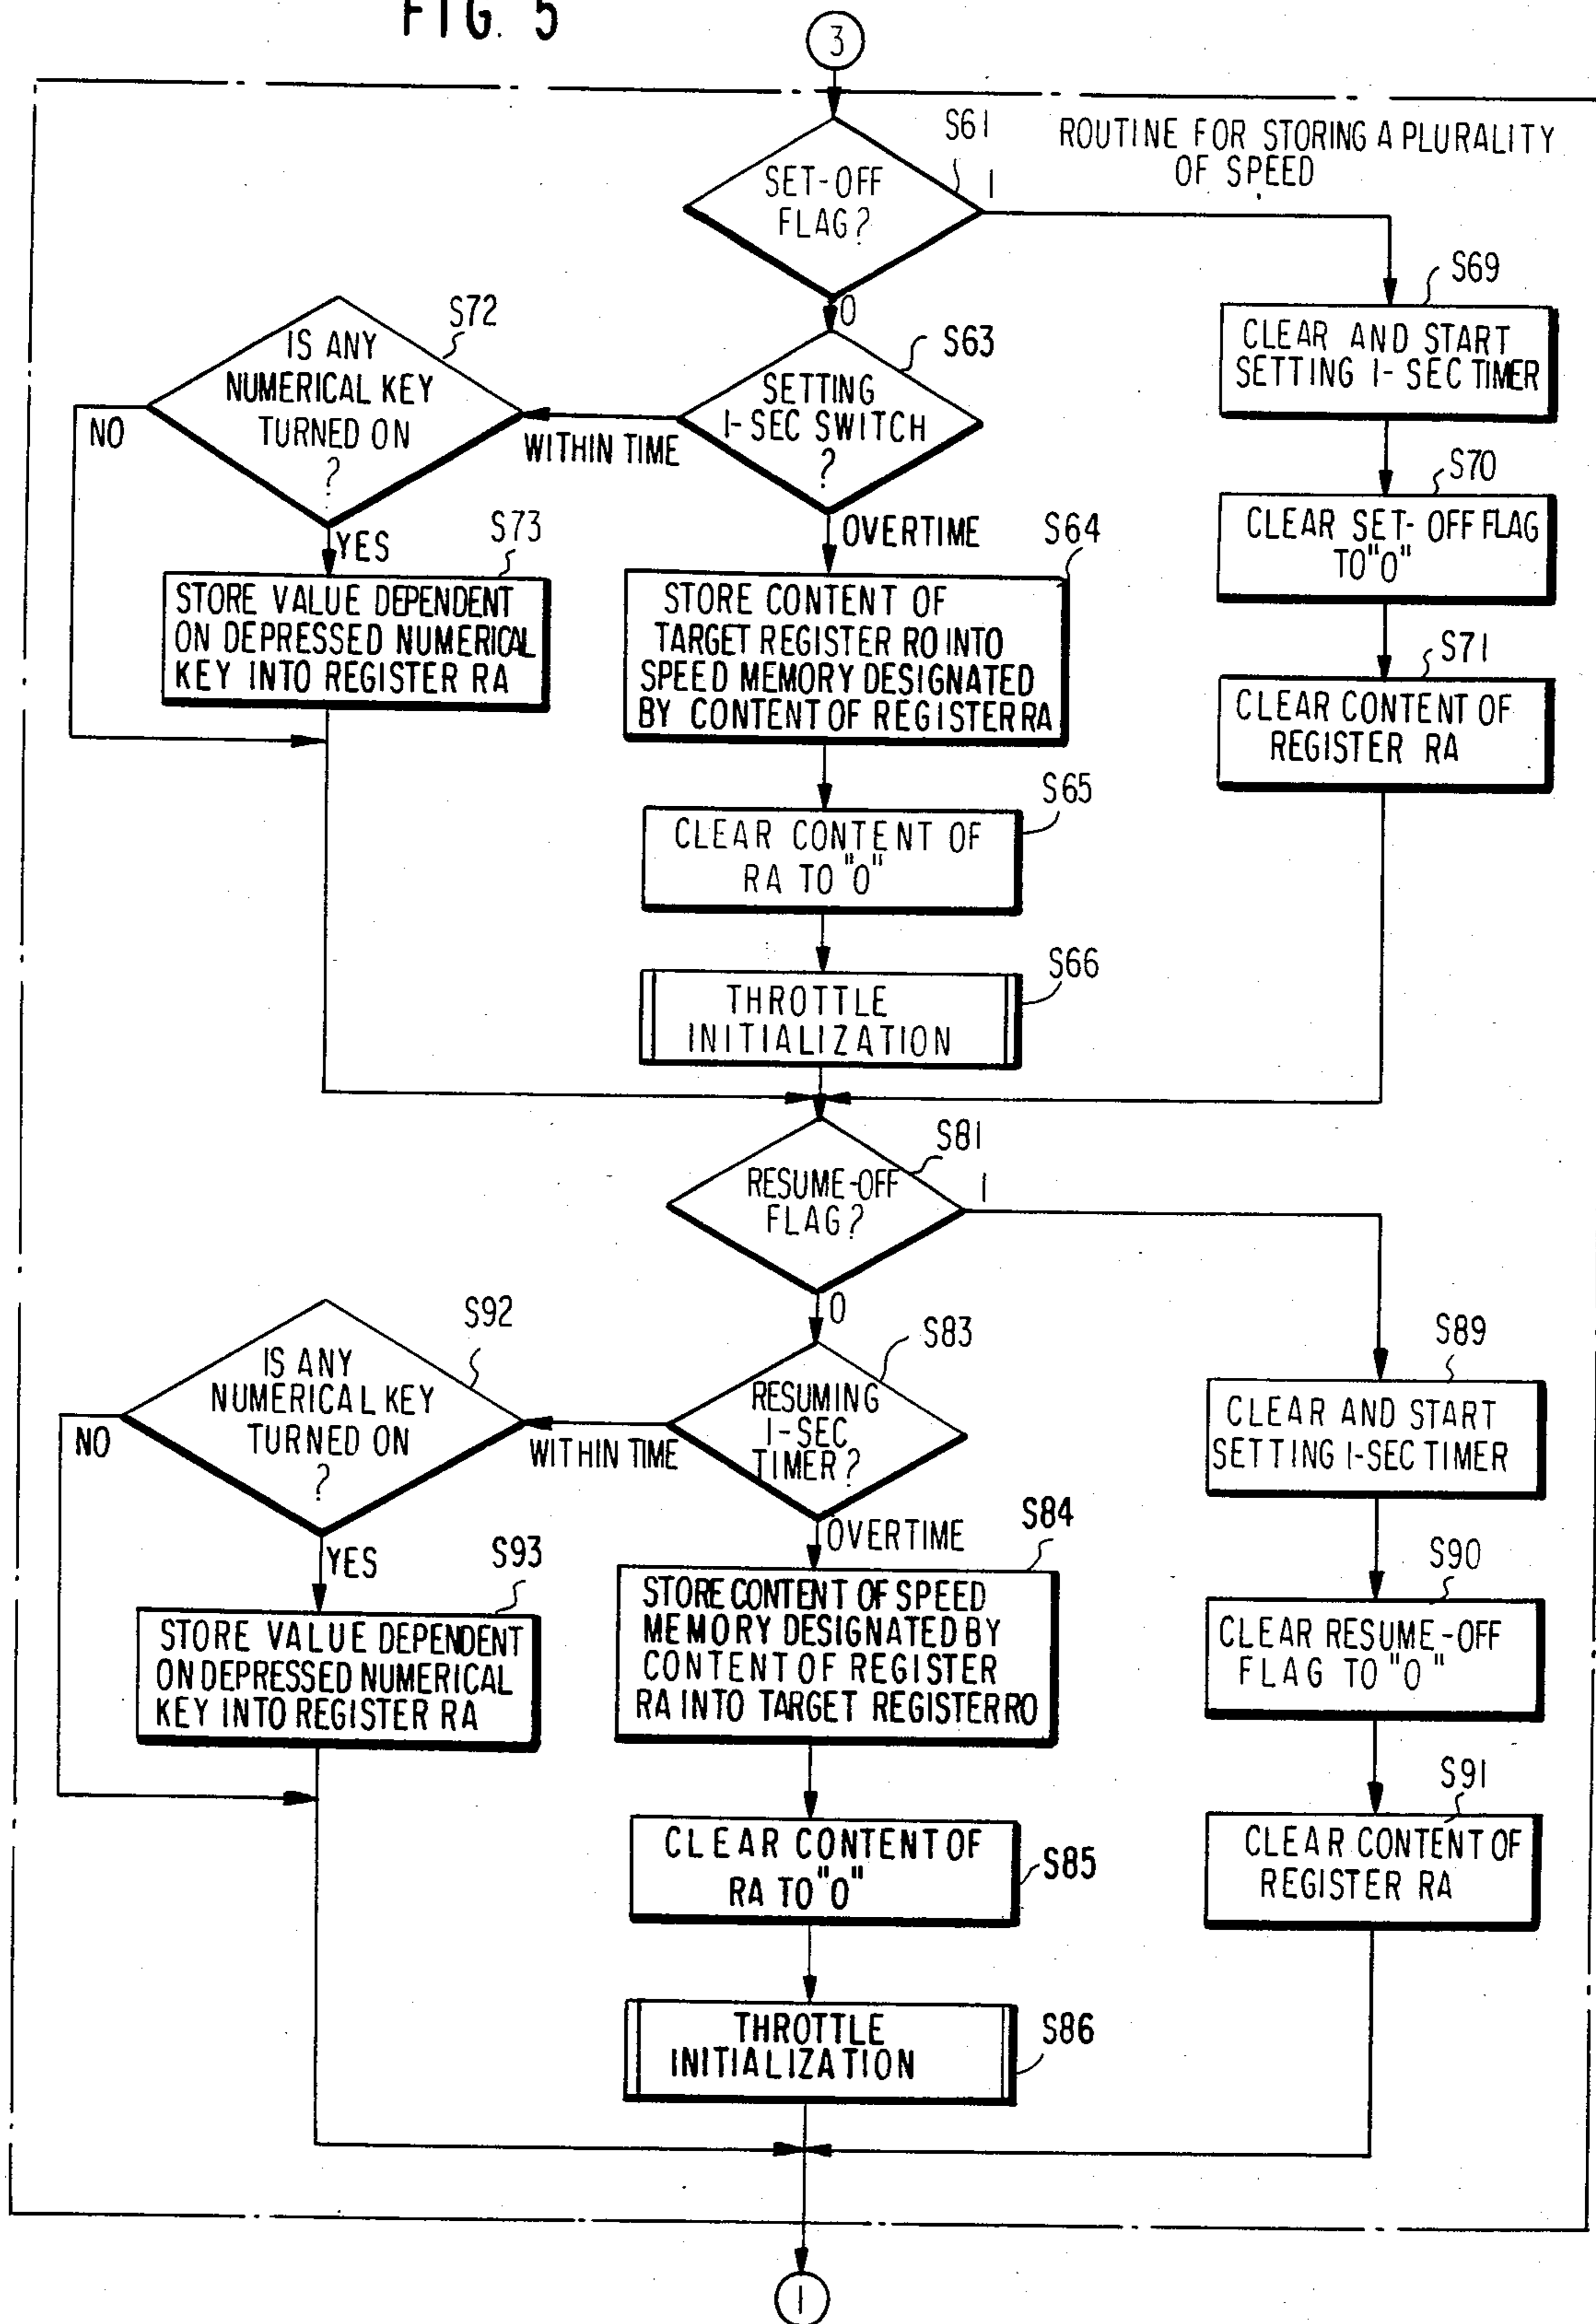 FIG. 5
3
S61
ROUTINE FOR STORING A PLURALITY
OF SPEED
SET-OFF
FLAG?
1
0
S69
CLEAR AND START
SETTING 1-SEC TIMER
S72
IS ANY
NUMERICAL KEY
TURNED ON
?
NO
S63
SETTING
1-SEC SWITCH
?
WITHIN TIME
S70
CLEAR SET-OFF FLAG
TO "0"
YES
S73
STORE VALUE DEPENDENT
ON DEPRESSED NUMERICAL
KEY INTO REGISTER RA
OVERTIME
S64
STORE CONTENT OF
TARGET REGISTER RO INTO
SPEED MEMORY DESIGNATED
BY CONTENT OF REGISTER RA
S71
CLEAR CONTENT OF
REGISTER RA
S65
CLEAR CONTENT OF
RA TO "0"
S66
THROTTLE
INITIALIZATION
S81
RESUME-OFF
FLAG?
1
0
S92
IS ANY
NUMERICAL KEY
TURNED ON
?
NO
S83
RESUMING
1-SEC
TIMER?
WITHIN TIME
S89
CLEAR AND START
SETTING 1-SEC TIMER
YES
S93
STORE VALUE DEPENDENT
ON DEPRESSED NUMERICAL
KEY INTO REGISTER RA
OVERTIME
S84
STORE CONTENT OF SPEED
MEMORY DESIGNATED BY
CONTENT OF REGISTER
RA INTO TARGET REGISTER RO
S90
CLEAR RESUME-OFF
FLAG TO "0"
S91
CLEAR CONTENT OF
REGISTER RA
S85
CLEAR CONTENT OF
RA TO "0"
S86
THROTTLE
INITIALIZATION
1